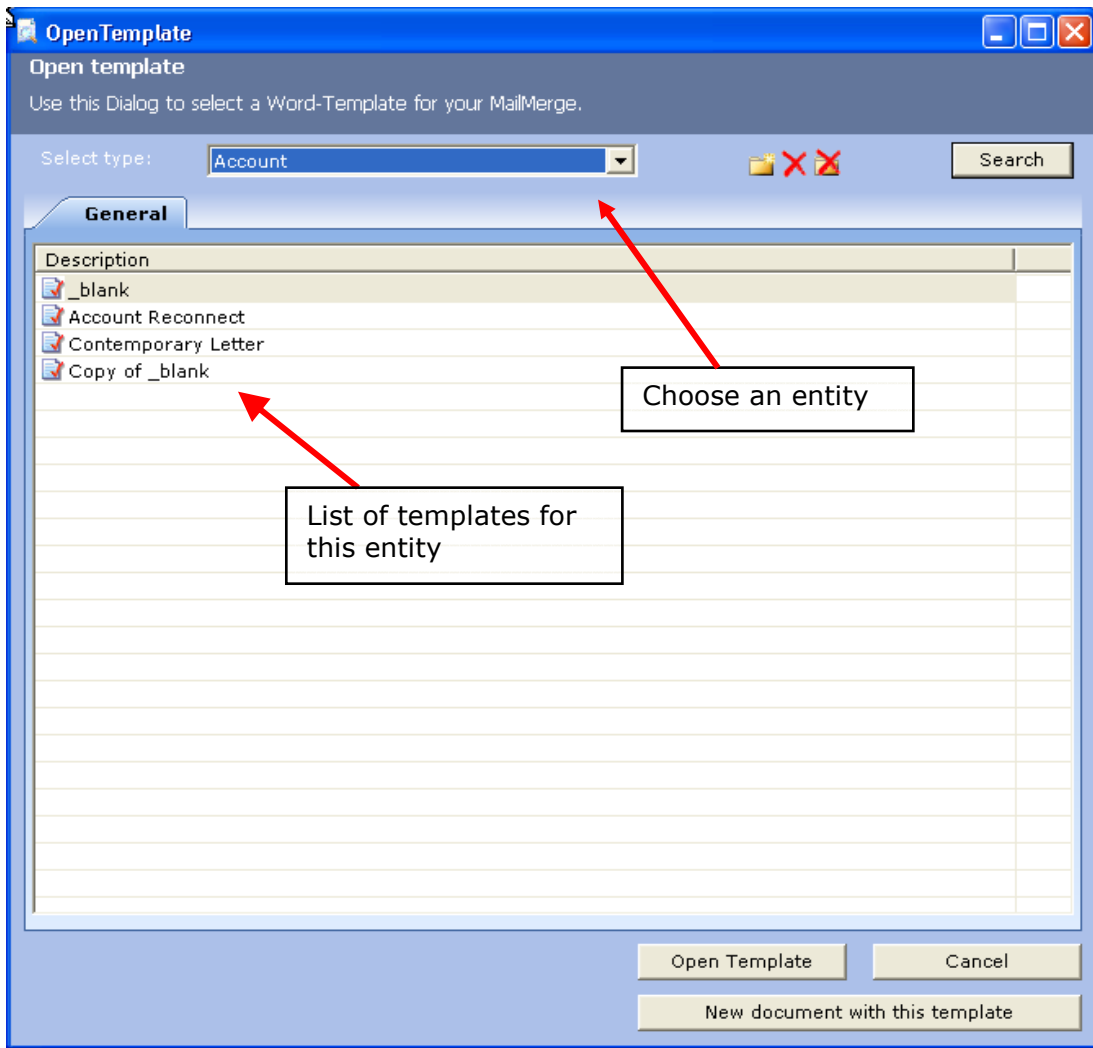 OpenTemplate
Open template
Use this Dialog to select a Word-Template for your MailMerge.
Select type:
Account
Search
General
Description
_blank
Account Reconnect
Contemporary Letter
Copy of _blank
Choose an entity
List of templates for
this entity
Open Template
Cancel
New document with this template